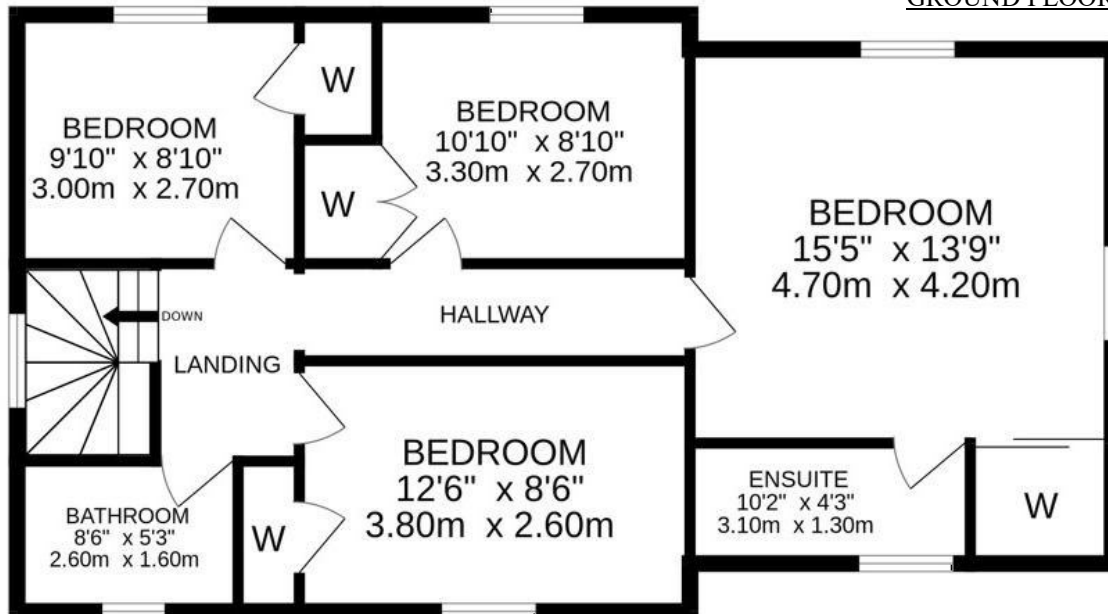 GROUND FLOOR
BEDROOM
9'10" x 8'10"
3.00m x 2.70m
W
W
BEDROOM
10'10" x 8'10"
3.30m x 2.70m
BEDROOM
15'5" x 13'9"
4.70m x 4.20m
DOWN
HALLWAY
LANDING
BEDROOM
12'6" x 8'6"
3.80m x 2.60m
BATHROOM
8'6" x 5'3"
2.60m x 1.60m
W
ENSUITE
10'2" x 4'3"
3.10m x 1.30m
W